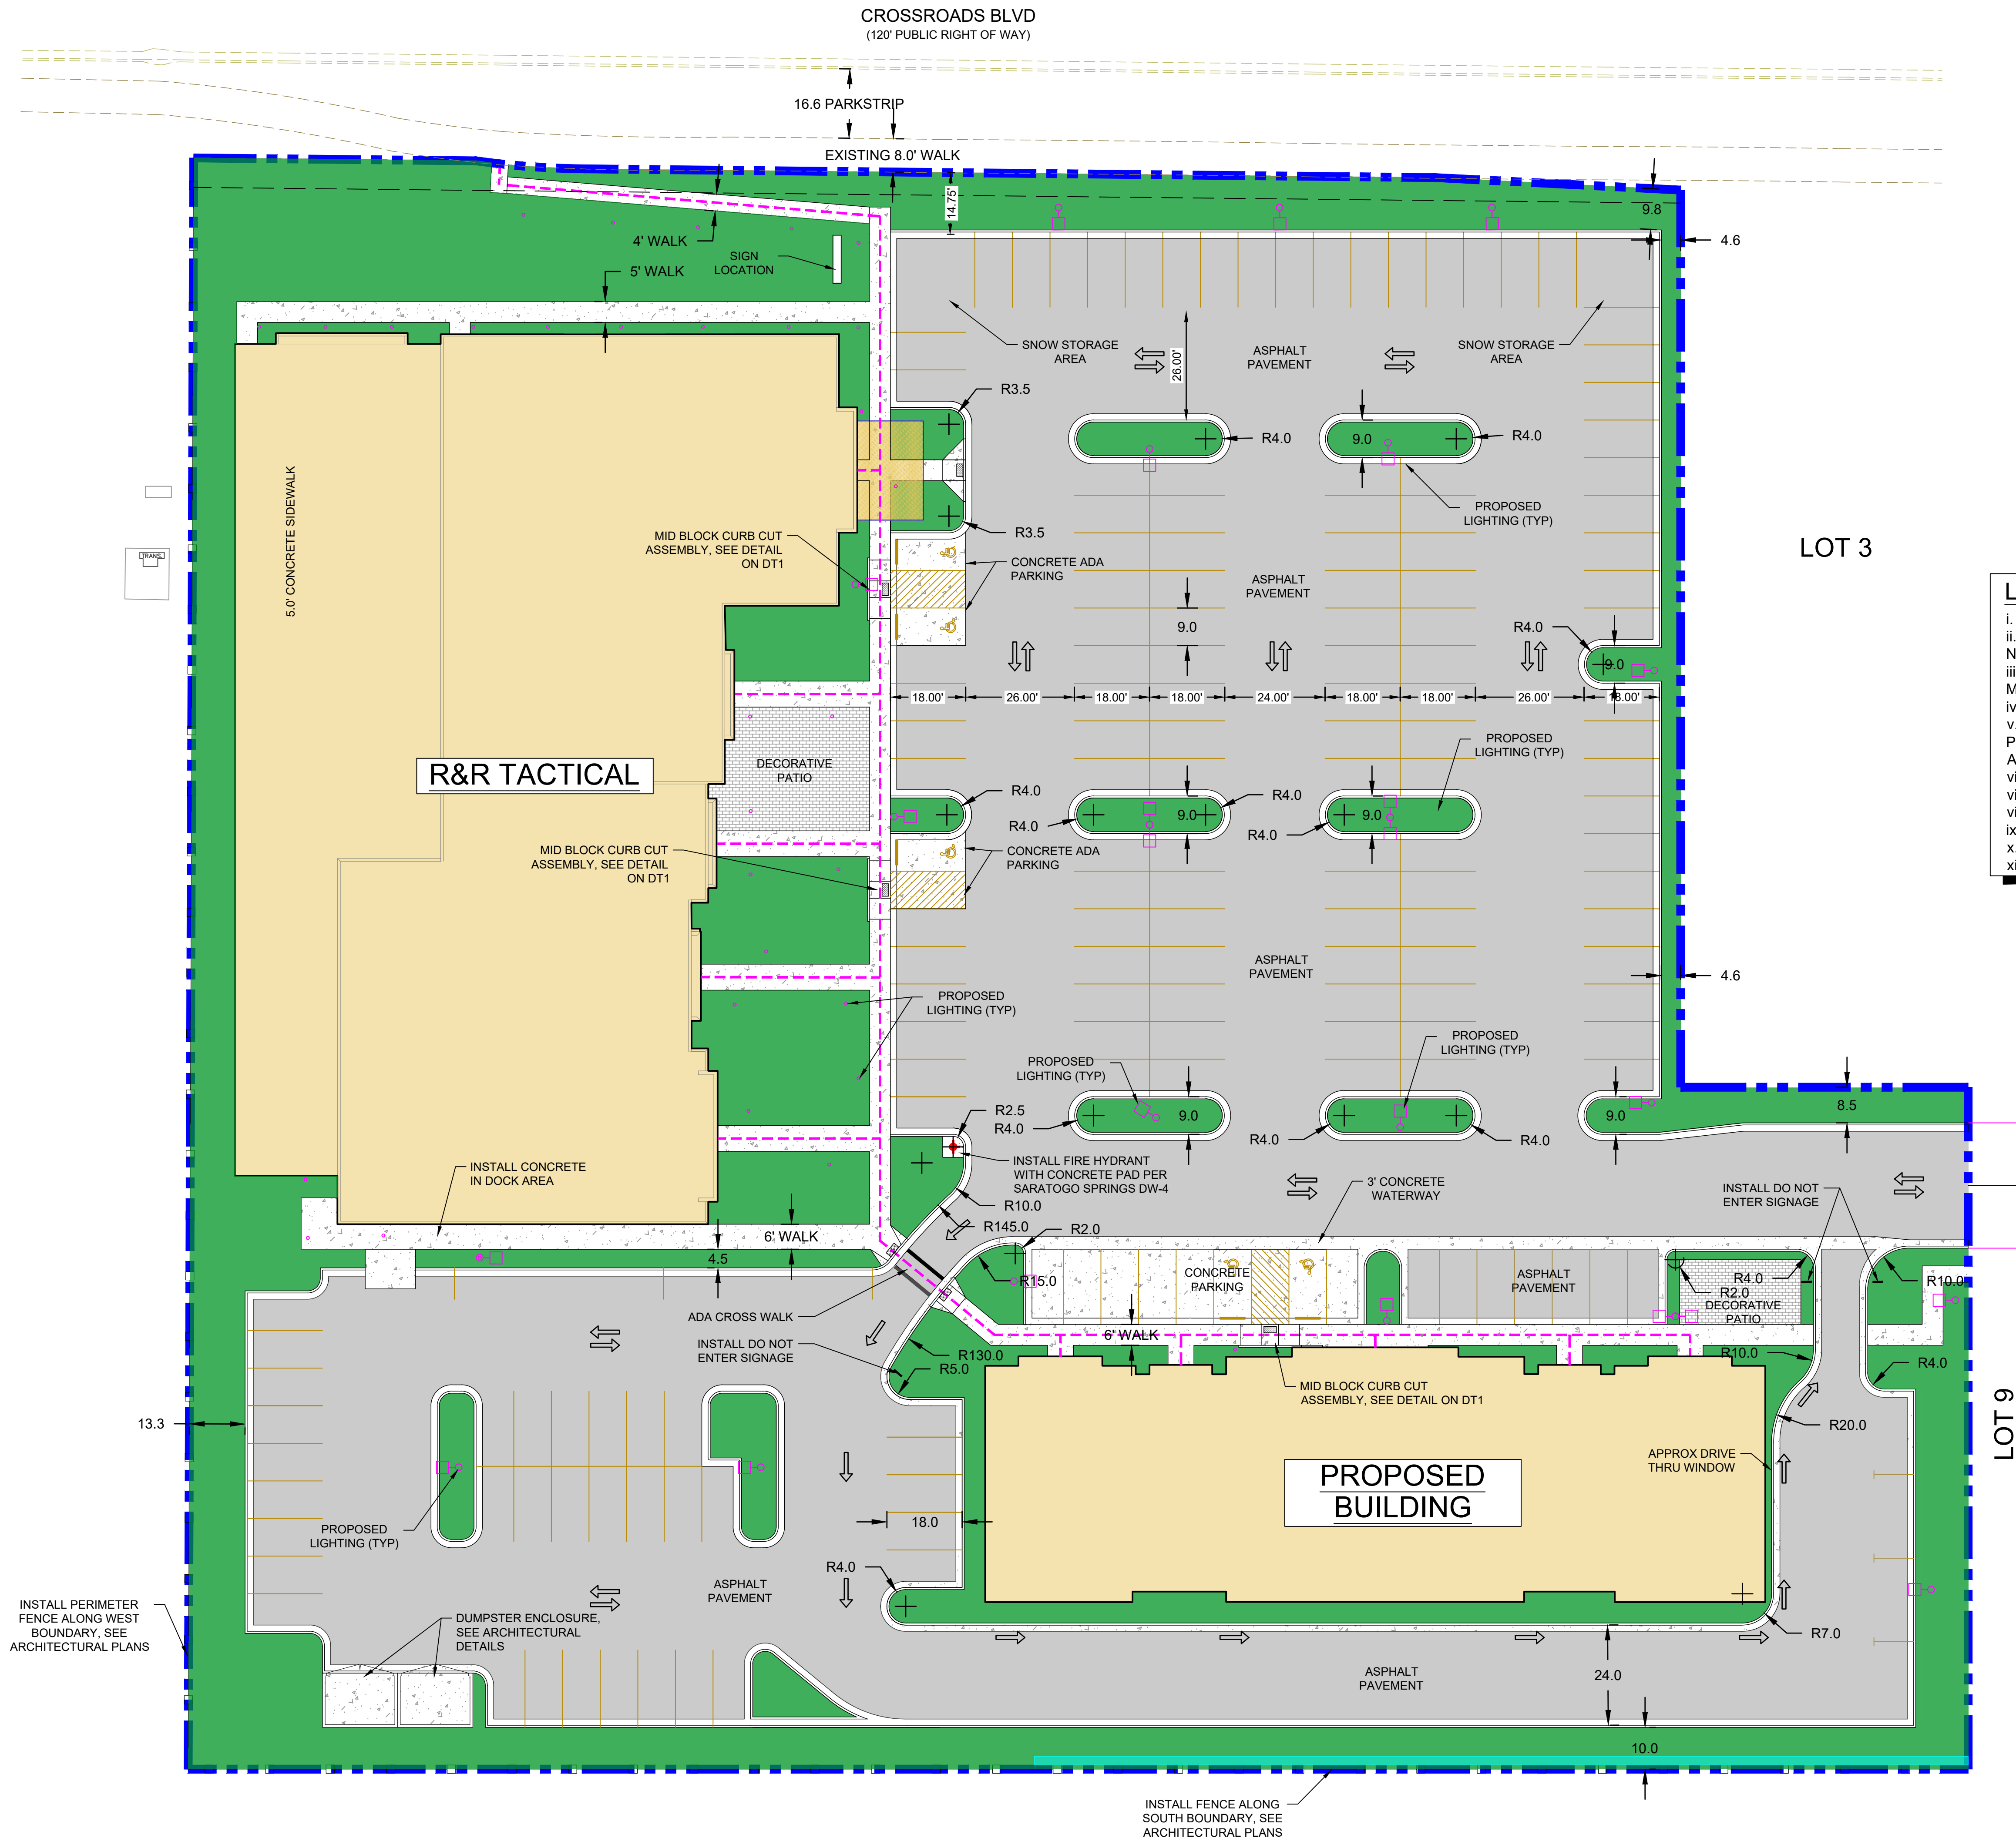 CROSSROADS BLVD
(120' PUBLIC RIGHT OF WAY)
16.6 PARKSTRIP
EXISTING 8.0' WALK
14.75'
9.8
4.6
4' WALK
SIGN
LOCATION
5' WALK
SNOW STORAGE
AREA
26.00'
ASPHALT
PAVEMENT
SNOW STORAGE
AREA
R3.5
R4.0
9.0
R4.0
5.0' CONCRETE SIDEWALK
PROPOSED
LIGHTING (TYP)
R3.5
MID BLOCK CURB CUT
ASSEMBLY, SEE DETAIL
ON DT1
CONCRETE ADA
PARKING
TRANS.
ASPHALT
PAVEMENT
LOT 3
9.0
R4.0
9.0
18.00'
26.00'
18.00'
18.00'
24.00'
18.00'
18.00'
26.00'
18.00'
L
i.
ii.
N
iii
M
iv
v.
P
A
vi
vi
vi
ix
x.
xi
R&R TACTICAL
DECORATIVE
PATIO
PROPOSED
LIGHTING (TYP)
R4.0
R4.0
9.0
R4.0
R4.0
9.0
MID BLOCK CURB CUT
ASSEMBLY, SEE DETAIL
ON DT1
CONCRETE ADA
PARKING
ASPHALT
PAVEMENT
4.6
PROPOSED
LIGHTING (TYP)
PROPOSED
LIGHTING (TYP)
PROPOSED
LIGHTING (TYP)
R2.5
R4.0
9.0
R4.0
R4.0
9.0
8.5
INSTALL CONCRETE
IN DOCK AREA
INSTALL FIRE HYDRANT
WITH CONCRETE PAD PER
SARATOGO SPRINGS DW-4
3' CONCRETE
WATERWAY
INSTALL DO NOT
ENTER SIGNAGE
R10.0
R145.0
R2.0
6' WALK
4.5
R15.0
CONCRETE
PARKING
ASPHALT
PAVEMENT
R4.0
R2.0
DECORATIVE
PATIO
R10.0
ADA CROSS WALK
INSTALL DO NOT
ENTER SIGNAGE
6' WALK
R130.0
R5.0
R10.0
R4.0
MID BLOCK CURB CUT
ASSEMBLY, SEE DETAIL ON DT1
13.3
R20.0
LOT 9
APPROX DRIVE
THRU WINDOW
PROPOSED
BUILDING
18.0
PROPOSED
LIGHTING (TYP)
R4.0
ASPHALT
PAVEMENT
INSTALL PERIMETER
FENCE ALONG WEST
BOUNDARY, SEE
ARCHITECTURAL PLANS
DUMPSTER ENCLOSURE,
SEE ARCHITECTURAL
DETAILS
R7.0
24.0
ASPHALT
PAVEMENT
10.0
INSTALL FENCE ALONG
SOUTH BOUNDARY, SEE
ARCHITECTURAL PLANS